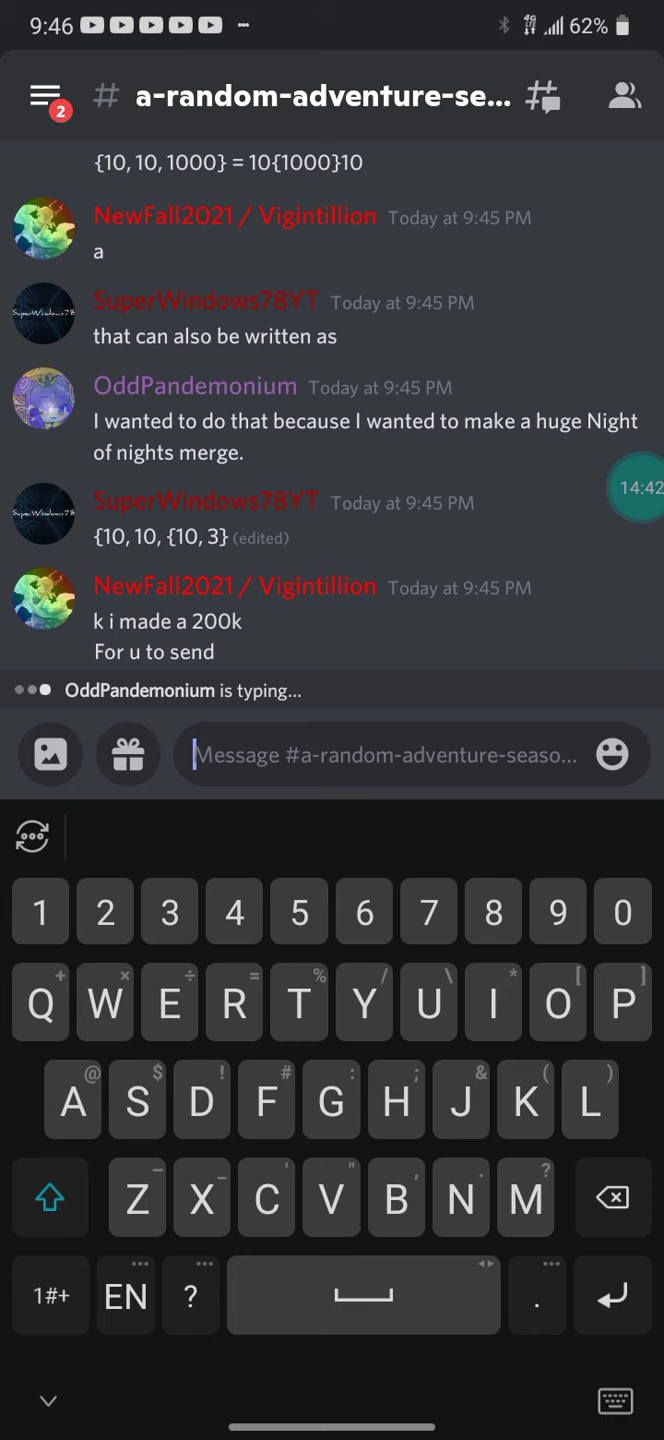 9:46
4G
62%
2
# a-random-adventure-se...
{10, 10, 1000} = 10{1000}10
NewFall2021 / Vigintillion Today at 9:45 PM
a
SuperWindows78YT Today at 9:45 PM
that can also be written as
OddPandemonium Today at 9:45 PM
I wanted to do that because I wanted to make a huge Night
of nights merge.
14:42
SuperWindows78YT Today at 9:45 PM
{10, 10, {10, 3} (edited)
NewFall2021 / Vigintillion Today at 9:45 PM
k i made a 200k
For u to send
OddPandemonium is typing...
Message #a-random-adventure-seaso...
1 2 3 4 5 6 7 8 9 0
+ × ÷ = % / \ * [ ]
Q W E R T Y U I O P
@ $ ! # : ; & ( )
A S D F G H J K L
– _ ' " , . ?
Z X C V B N M
1#+ EN ? .